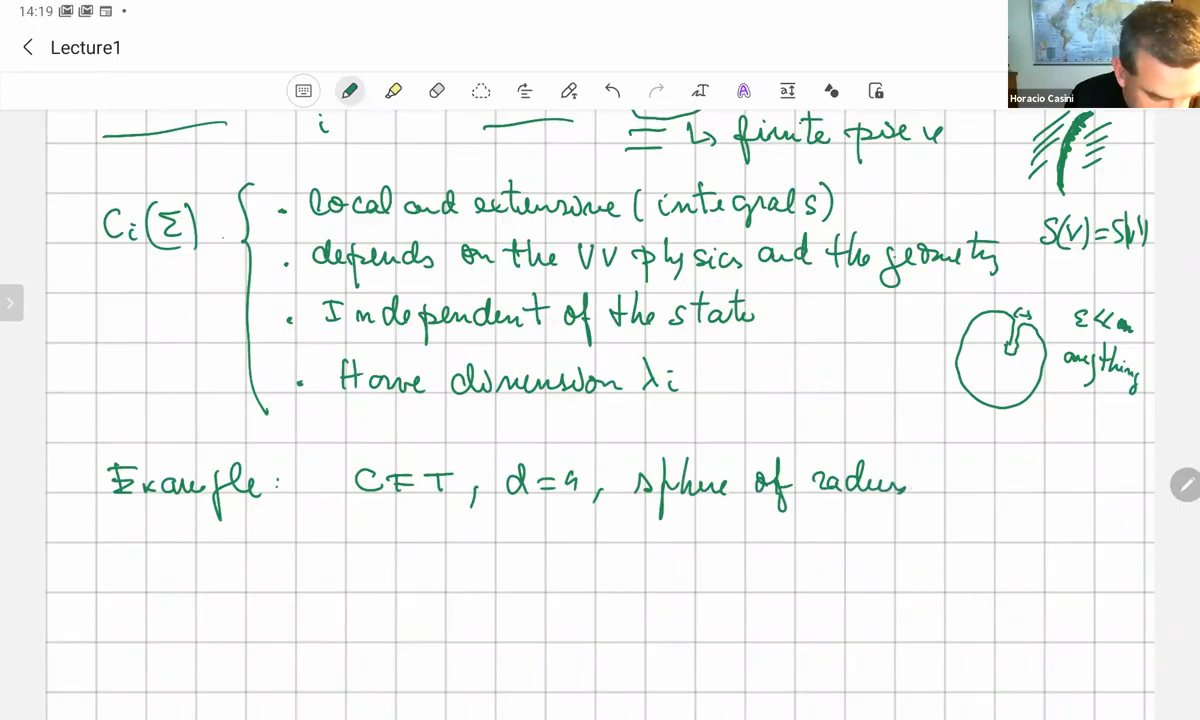 14:19
Lecture1
Horacio Casini
i
↳ finite piece
Ci(Σ)
• local and extensive (integrals)
• depends on the UV physics and the geometry
S(V)=S(V')
• Independent of the state
ε << anything
• Have dimension λi
Example: CFT, d=4, sphere of radius